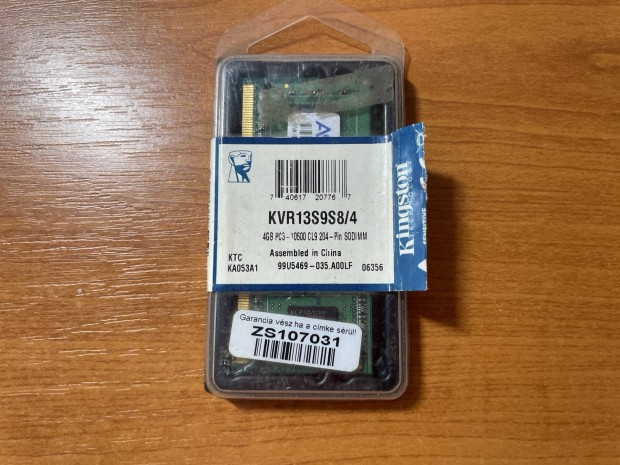 7 40617 20776 7
KVR13S9S8/4
4GB PC3-10600 CL9 204-Pin SODIMM
Assembled in China
KTC
KA053A1
99U5469-035.A00LF
06356
Kingston
Garancia vész ha a címke sérül!
ZS107031